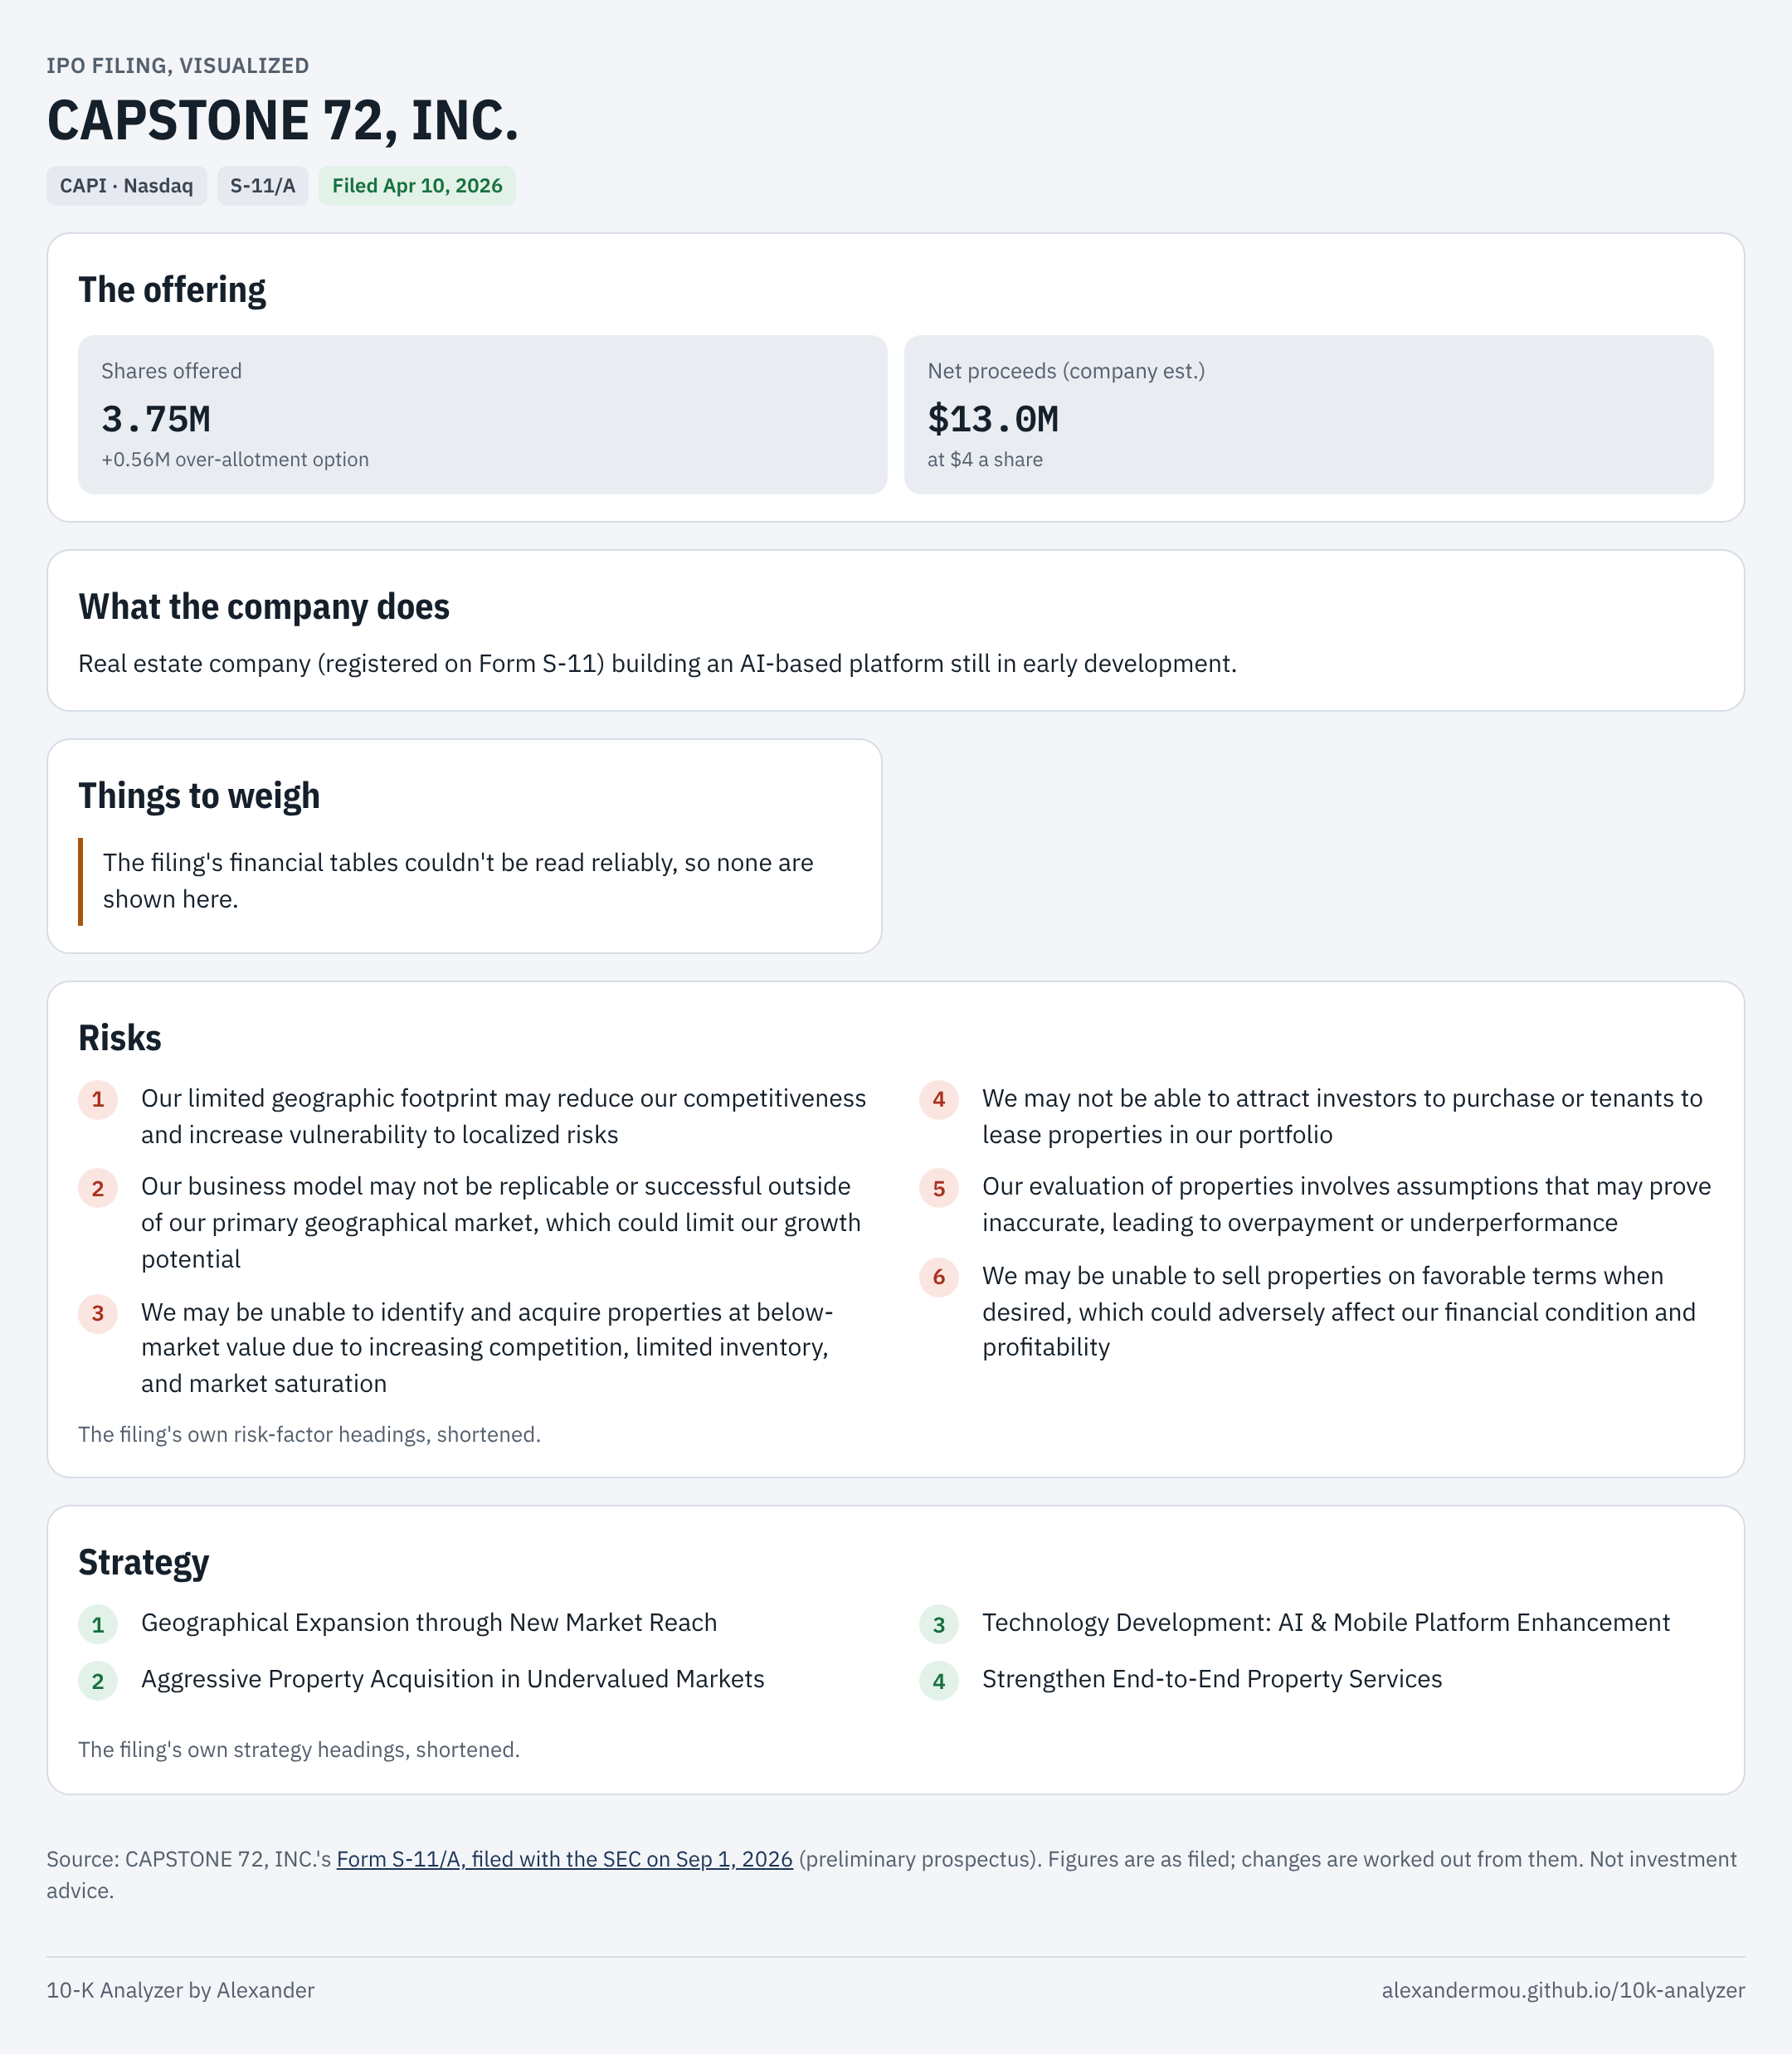 IPO FILING, VISUALIZED
CAPSTONE 72, INC.
CAPI · Nasdaq
S-11/A
Filed Apr 10, 2026
The offering
Shares offered
3.75M
+0.56M over-allotment option
Net proceeds (company est.)
$13.0M
at $4 a share
What the company does
Real estate company (registered on Form S-11) building an AI-based platform still in early development.
Things to weigh
The filing's financial tables couldn't be read reliably, so none are
shown here.
Risks
1
Our limited geographic footprint may reduce our competitiveness
and increase vulnerability to localized risks
2
Our business model may not be replicable or successful outside
of our primary geographical market, which could limit our growth
potential
3
We may be unable to identify and acquire properties at below-
market value due to increasing competition, limited inventory,
and market saturation
4
We may not be able to attract investors to purchase or tenants to
lease properties in our portfolio
5
Our evaluation of properties involves assumptions that may prove
inaccurate, leading to overpayment or underperformance
6
We may be unable to sell properties on favorable terms when
desired, which could adversely affect our financial condition and
profitability
The filing's own risk-factor headings, shortened.
Strategy
1
Geographical Expansion through New Market Reach
2
Aggressive Property Acquisition in Undervalued Markets
3
Technology Development: AI & Mobile Platform Enhancement
4
Strengthen End-to-End Property Services
The filing's own strategy headings, shortened.
Source: CAPSTONE 72, INC.'s Form S-11/A, filed with the SEC on Sep 1, 2026 (preliminary prospectus). Figures are as filed; changes are worked out from them. Not investment
advice.
10-K Analyzer by Alexander
alexandermou.github.io/10k-analyzer